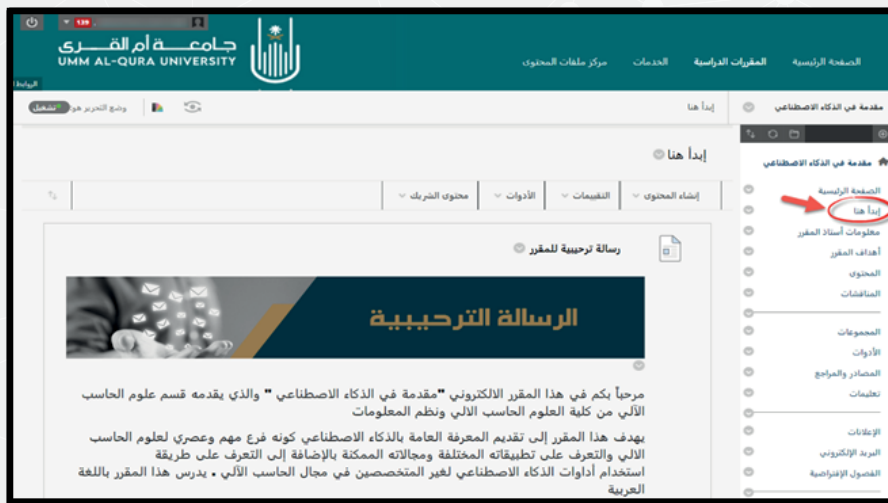 139
جامعة أم القرى
UMM AL-QURA UNIVERSITY
الصفحة الرئيسية
المقررات الدراسية
الخدمات
مركز ملفات المحتوى
مقدمة في الذكاء الاصطناعي
إبدأ هنا
وضع التحرير هو: تشغيل
إبدأ هنا
إنشاء المحتوى
التقييمات
الأدوات
محتوى الشريك
رسالة ترحيبية للمقرر
الرسالة الترحيبية
مرحباً بكم في هذا المقرر الالكتروني "مقدمة في الذكاء الاصطناعي " والذي يقدمه قسم علوم الحاسب
الآلي من كلية العلوم الحاسب الالي ونظم المعلومات
يهدف هذا المقرر إلى تقديم المعرفة العامة بالذكاء الاصطناعي كونه فرع مهم وعصري لعلوم الحاسب
الالي والتعرف على تطبيقاته المختلفة ومجالاته الممكنة بالإضافة إلى التعرف على طريقة
استخدام أداوات الذكاء الاصطناعي لغير المتخصصين في مجال الحاسب الآلي . يدرس هذا المقرر باللغة
العربية
مقدمة في الذكاء الاصطناعي
الصفحة الرئيسية
إبدأ هنا
معلومات أستاذ المقرر
أهداف المقرر
المحتوى
المناقشات
المجموعات
الأدوات
المصادر والمراجع
تعليمات
الإعلانات
البريد الإلكتروني
الفصول الإفتراضية